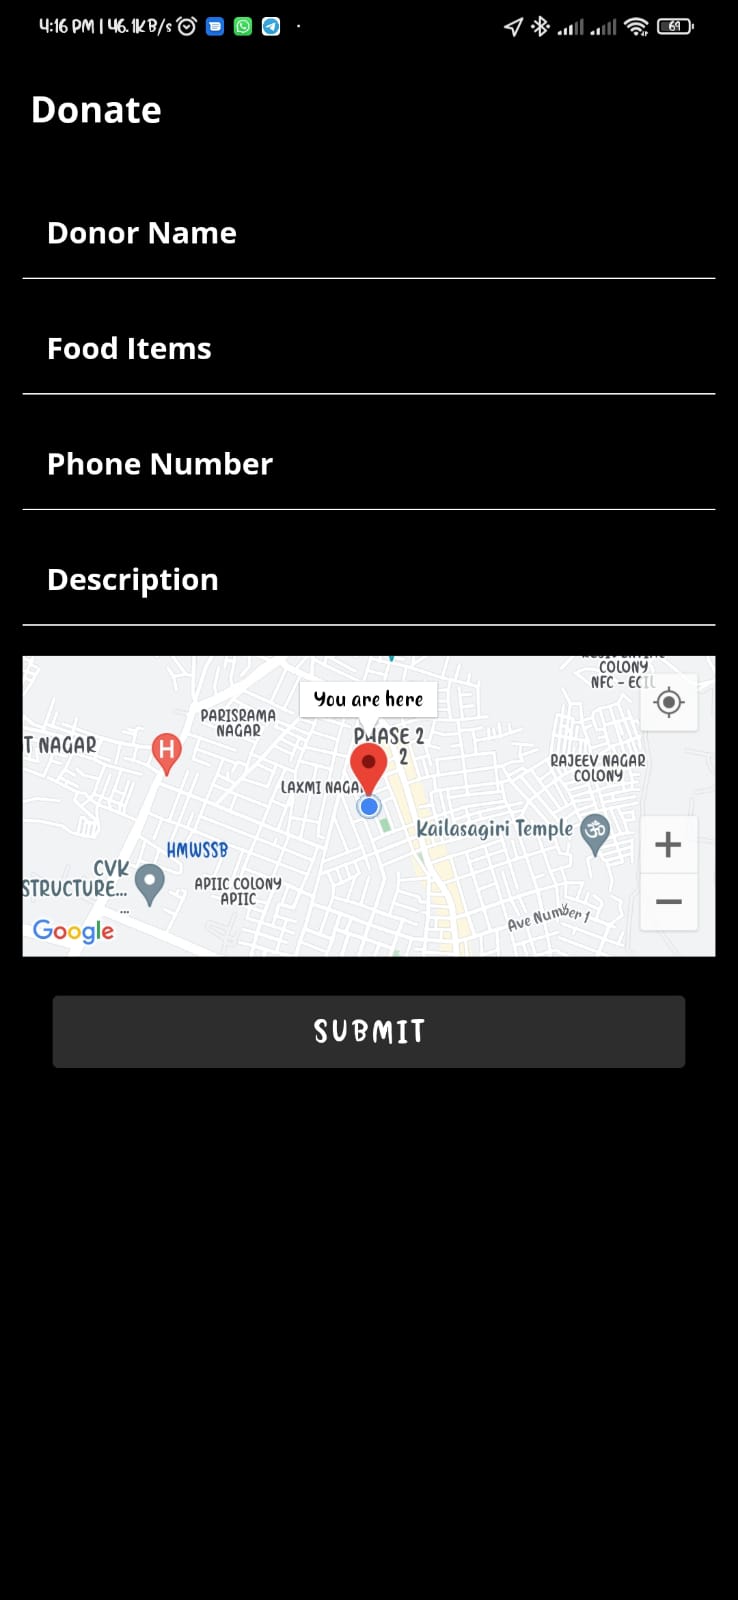 4:16 PM | 46.1KB/s
69
Donate
Donor Name
Food Items
Phone Number
Description
COLONY
NFC - ECIL
You are here
PARISRAMA
NAGAR
PHASE 2
2
T NAGAR
H
RAJEEV NAGAR
COLONY
LAXMI NAGA
Kailasagiri Temple
ॐ
HMWSSB
CVK
STRUCTURE...
...
APIIC COLONY
APIIC
Ave Number 1
Google
SUBMIT